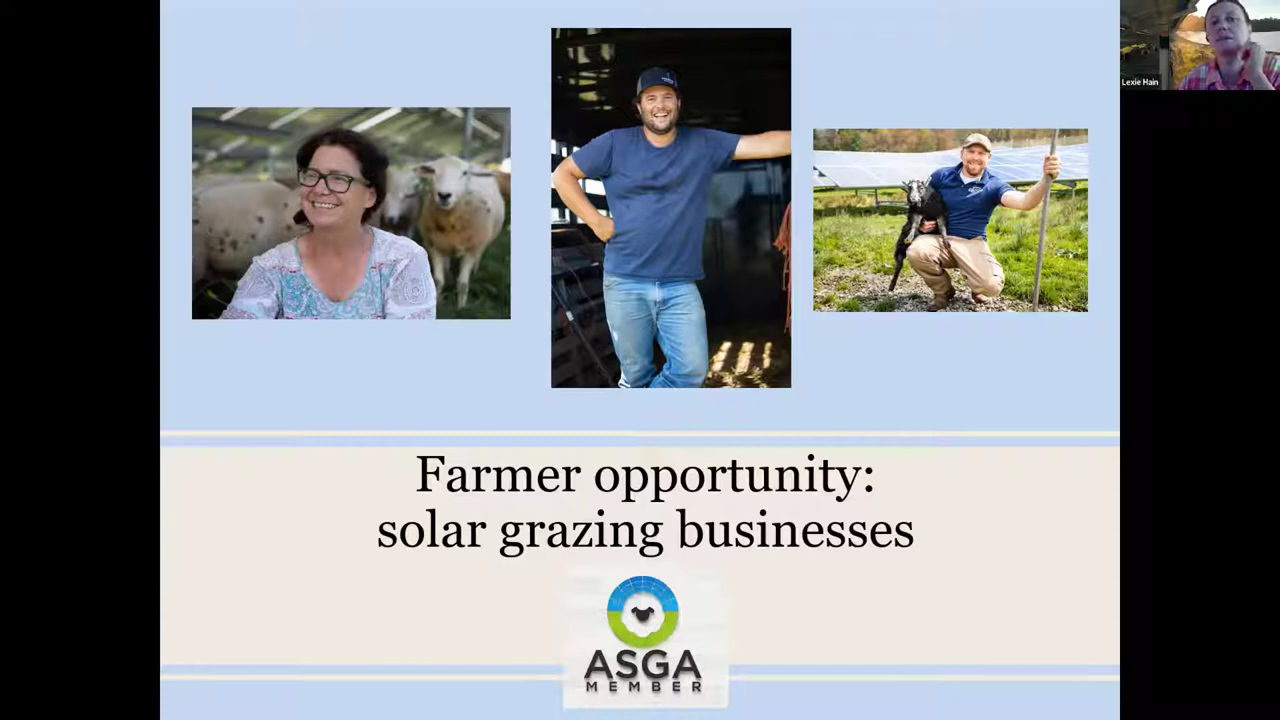 Lexie Hain
Farmer opportunity:
solar grazing businesses
ASGA
MEMBER